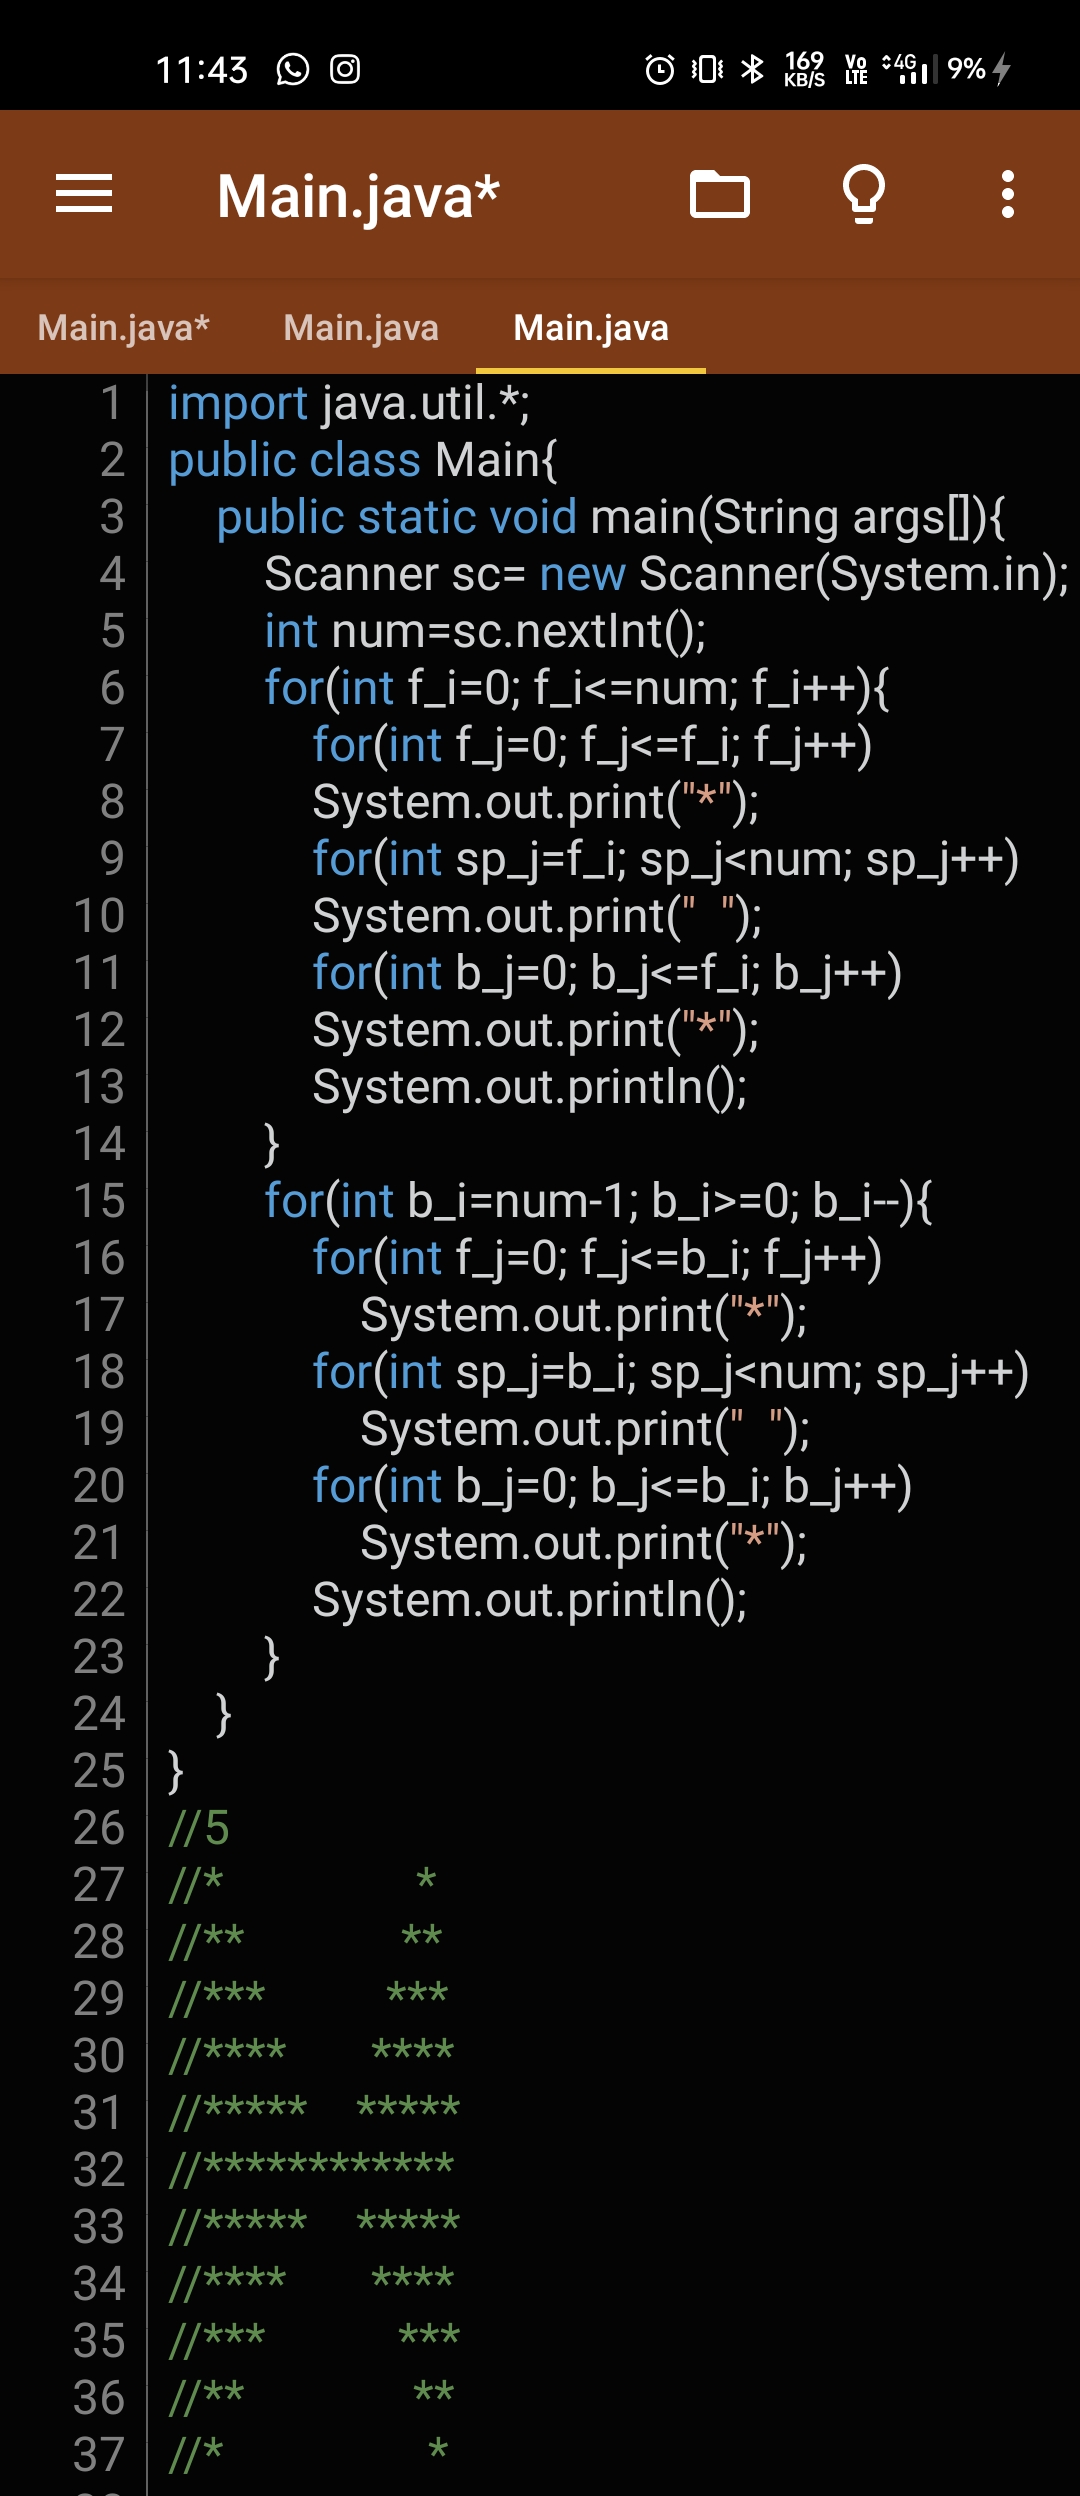 11:43 169 KB/S Vo LTE 4G 9%
Main.java*
Main.java* Main.java Main.java
1 import java.util.*;
2 public class Main{
3     public static void main(String args[]){
4         Scanner sc= new Scanner(System.in);
5         int num=sc.nextInt();
6         for(int f_i=0; f_i<=num; f_i++){
7             for(int f_j=0; f_j<=f_i; f_j++)
8             System.out.print("*");
9             for(int sp_j=f_i; sp_j<num; sp_j++)
10             System.out.print("  ");
11             for(int b_j=0; b_j<=f_i; b_j++)
12             System.out.print("*");
13             System.out.println();
14         }
15         for(int b_i=num-1; b_i>=0; b_i--){
16             for(int f_j=0; f_j<=b_i; f_j++)
17                 System.out.print("*");
18             for(int sp_j=b_i; sp_j<num; sp_j++)
19                 System.out.print("  ");
20             for(int b_j=0; b_j<=b_i; b_j++)
21                 System.out.print("*");
22             System.out.println();
23         }
24     }
25 }
26 //5
27 //*          *
28 //**        **
29 //***      ***
30 //****    ****
31 //*****  *****
32 //************
33 //*****  *****
34 //****    ****
35 //***      ***
36 //**        **
37 //*          *